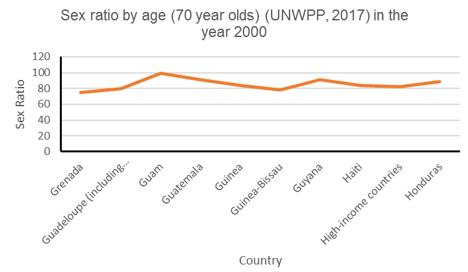 Sex ratio by age (70 year olds) (UNWPP, 2017) in the
year 2000
120
100
80
60
40
20
0
Sex Ratio
Grenada
Guadeloupe (including...
Guam
Guatemala
Guinea
Guinea-Bissau
Guyana
Haiti
High-income countries
Honduras
Country